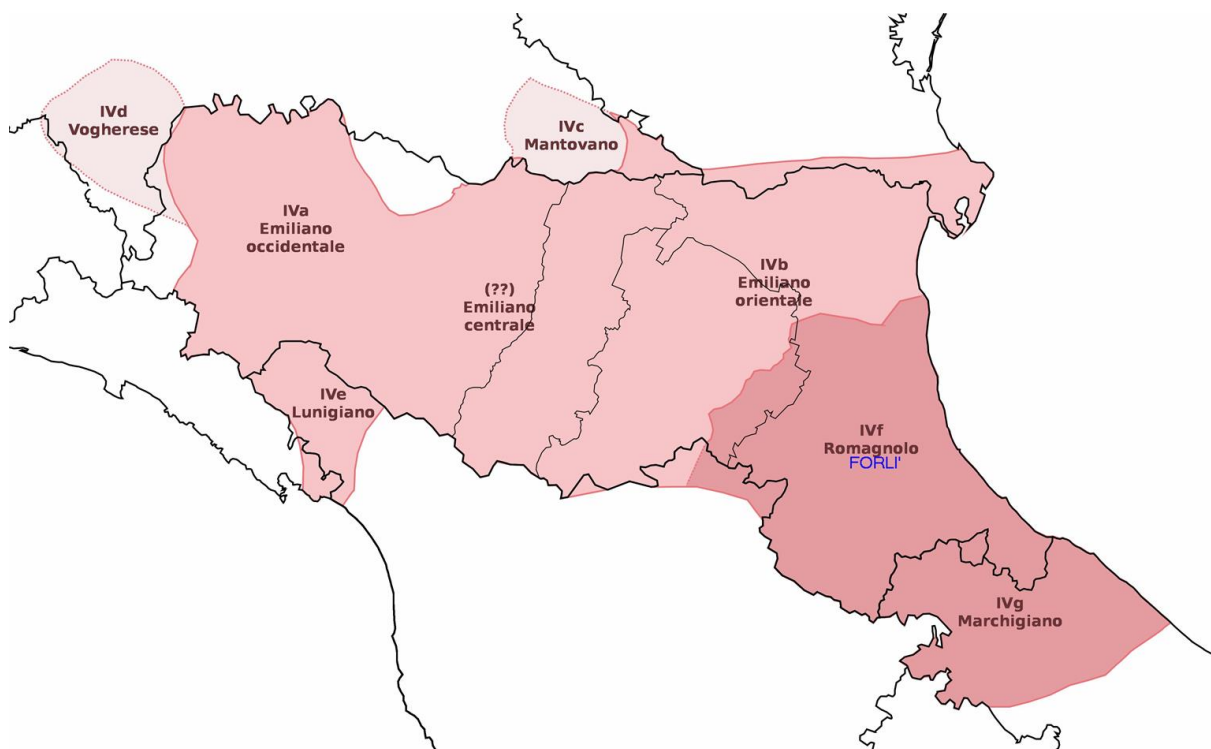 IVd
Vogherese
IVc
Mantovano
IVa
Emiliano
occidentale
(??)
Emiliano
centrale
IVb
Emiliano
orientale
IVe
Lunigiano
IVf
Romagnolo
FORLI'
IVg
Marchigiano